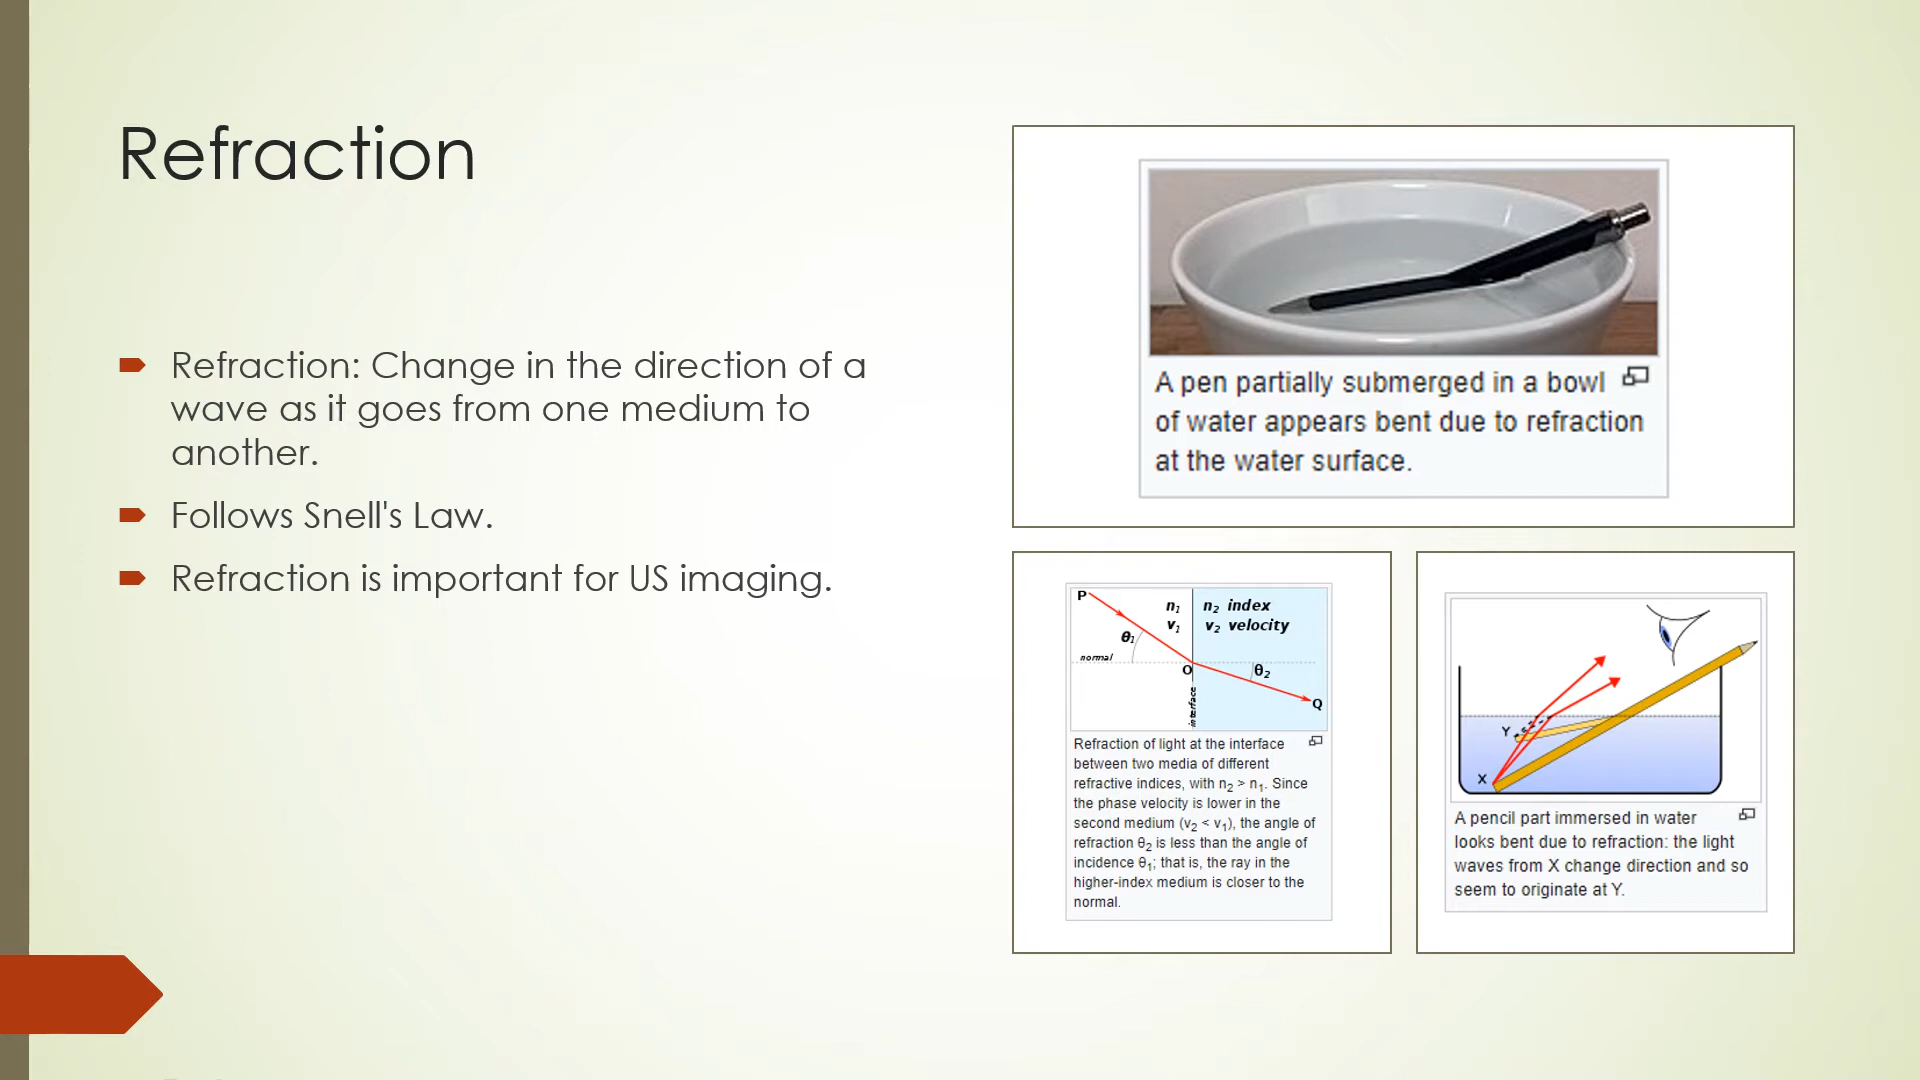 Refraction
Refraction: Change in the direction of a
wave as it goes from one medium to
another.
Follows Snell's Law.
Refraction is important for US imaging.
A pen partially submerged in a bowl
of water appears bent due to refraction
at the water surface.
P
n₁
n₂ index
v₁
v₂ velocity
θ₁
normal
O
θ₂
interface
Q
Refraction of light at the interface
between two media of different
refractive indices, with n₂ > n₁. Since
the phase velocity is lower in the
second medium (v₂ < v₁), the angle of
refraction θ₂ is less than the angle of
incidence θ₁; that is, the ray in the
higher-index medium is closer to the
normal.
Y
X
A pencil part immersed in water
looks bent due to refraction: the light
waves from X change direction and so
seem to originate at Y.